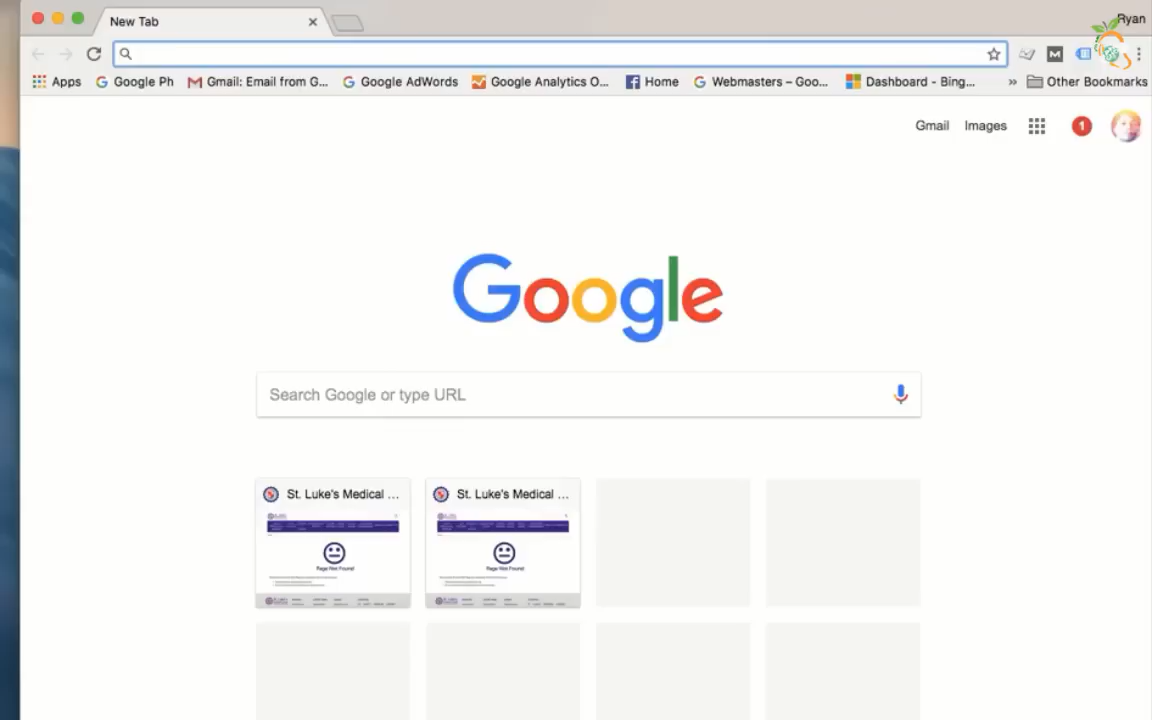 New Tab
Ryan
Apps
Google Ph
Gmail: Email from G...
Google AdWords
Google Analytics O...
Home
Webmasters – Goo...
Dashboard - Bing...
»
Other Bookmarks
Gmail
Images
1
Google
Search Google or type URL
St. Luke's Medical ...
St. Luke's Medical ...
Page Not Found
Page Not Found